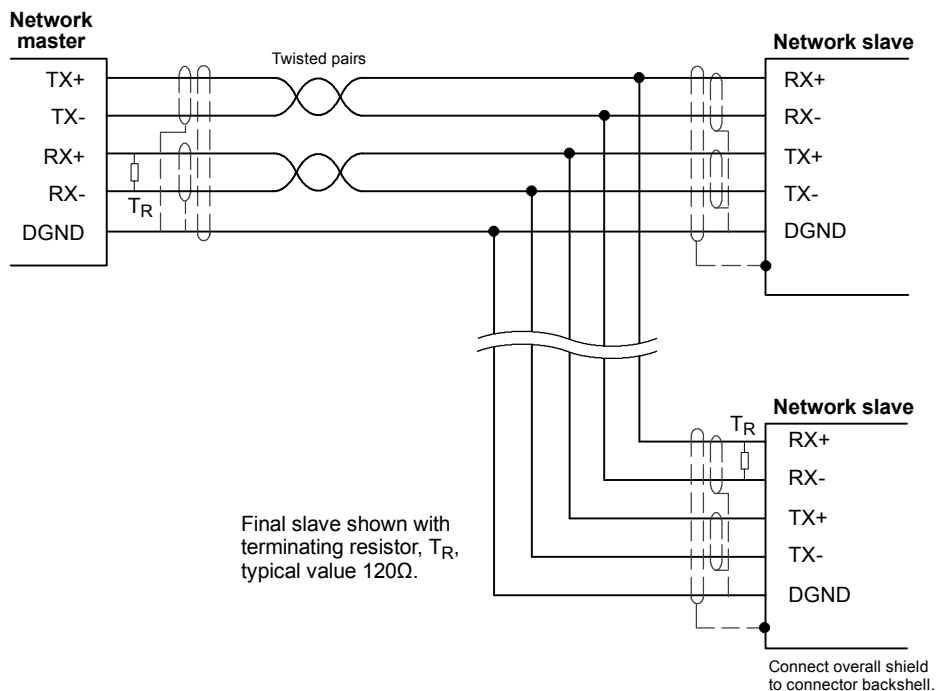 Network
master
TX+
TX-
RX+
RX-
TR
DGND
Twisted pairs
Network slave
RX+
RX-
TX+
TX-
DGND
Network slave
TR
RX+
RX-
TX+
TX-
DGND
Final slave shown with
terminating resistor, TR,
typical value 120Ω.
Connect overall shield
to connector backshell.